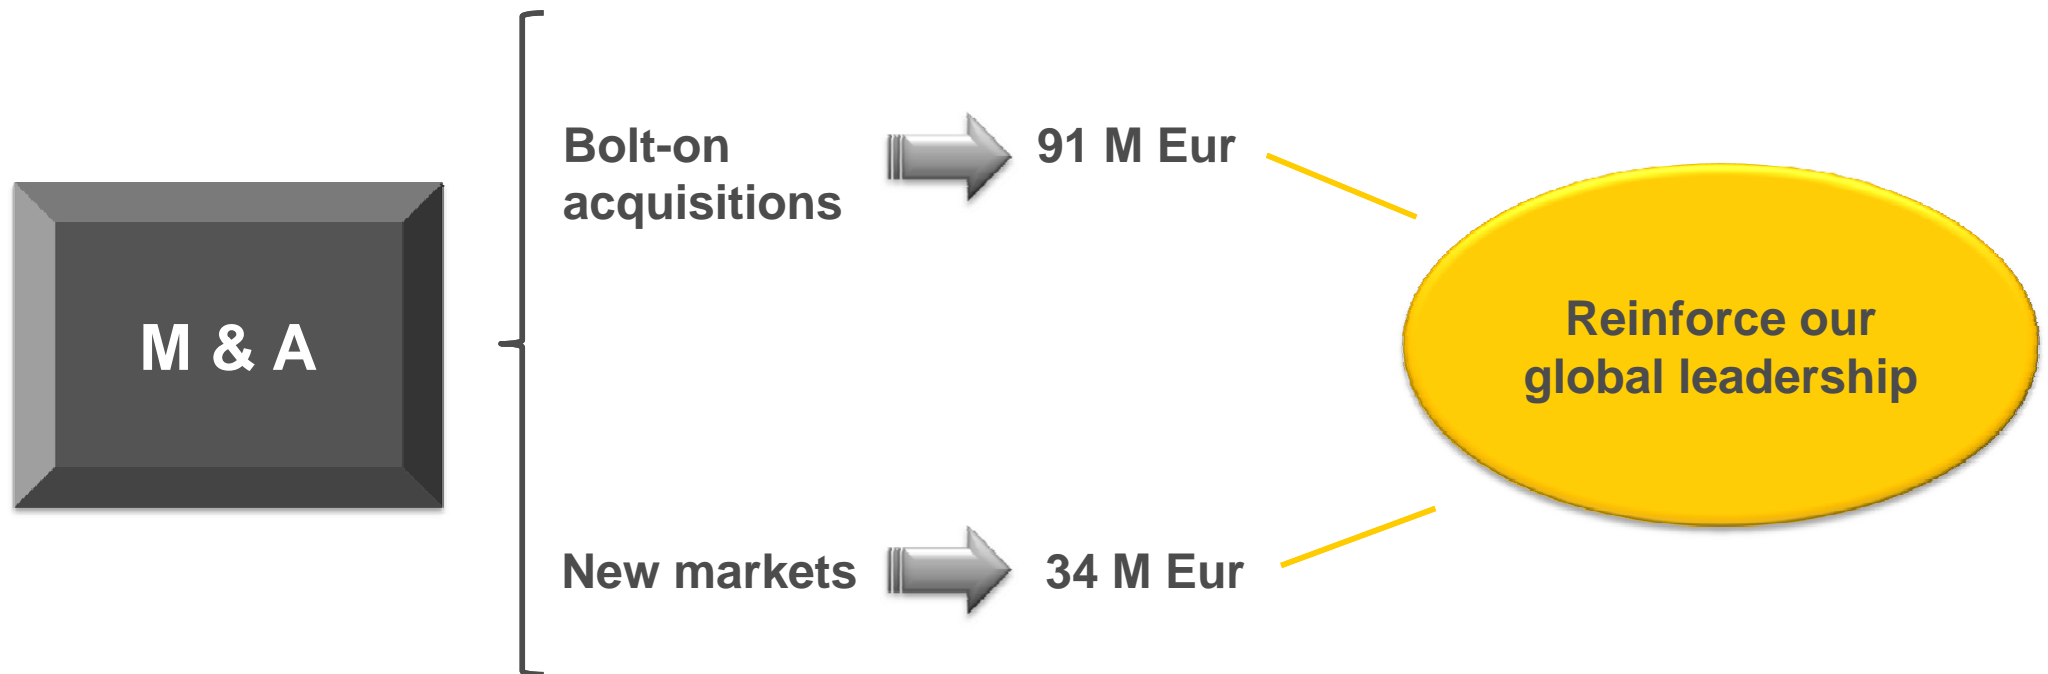 M & A
Bolt-on
acquisitions
91 M Eur
New markets
34 M Eur
Reinforce our
global leadership